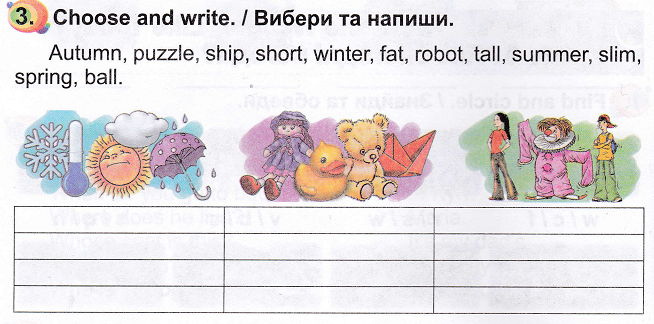 3. Choose and write. / Вибери та напиши.
Autumn, puzzle, ship, short, winter, fat, robot, tall, summer, slim,
spring, ball.